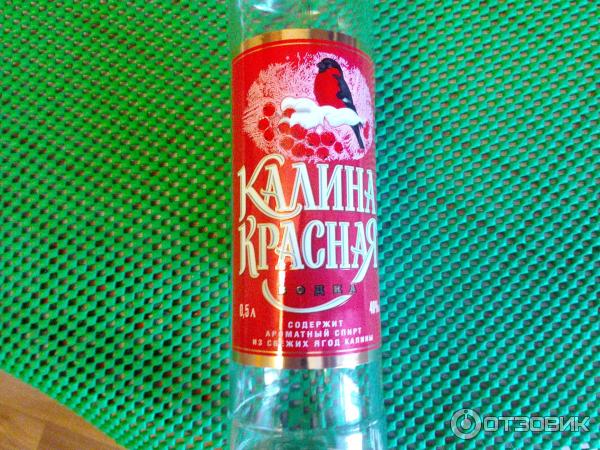 КАЛИНА
КРАСНАЯ
ВОДКА
0,5 Л 40%
СОДЕРЖИТ
АРОМАТНЫЙ СПИРТ
ИЗ СВЕЖИХ ЯГОД КАЛИНЫ
ОТЗОВИК